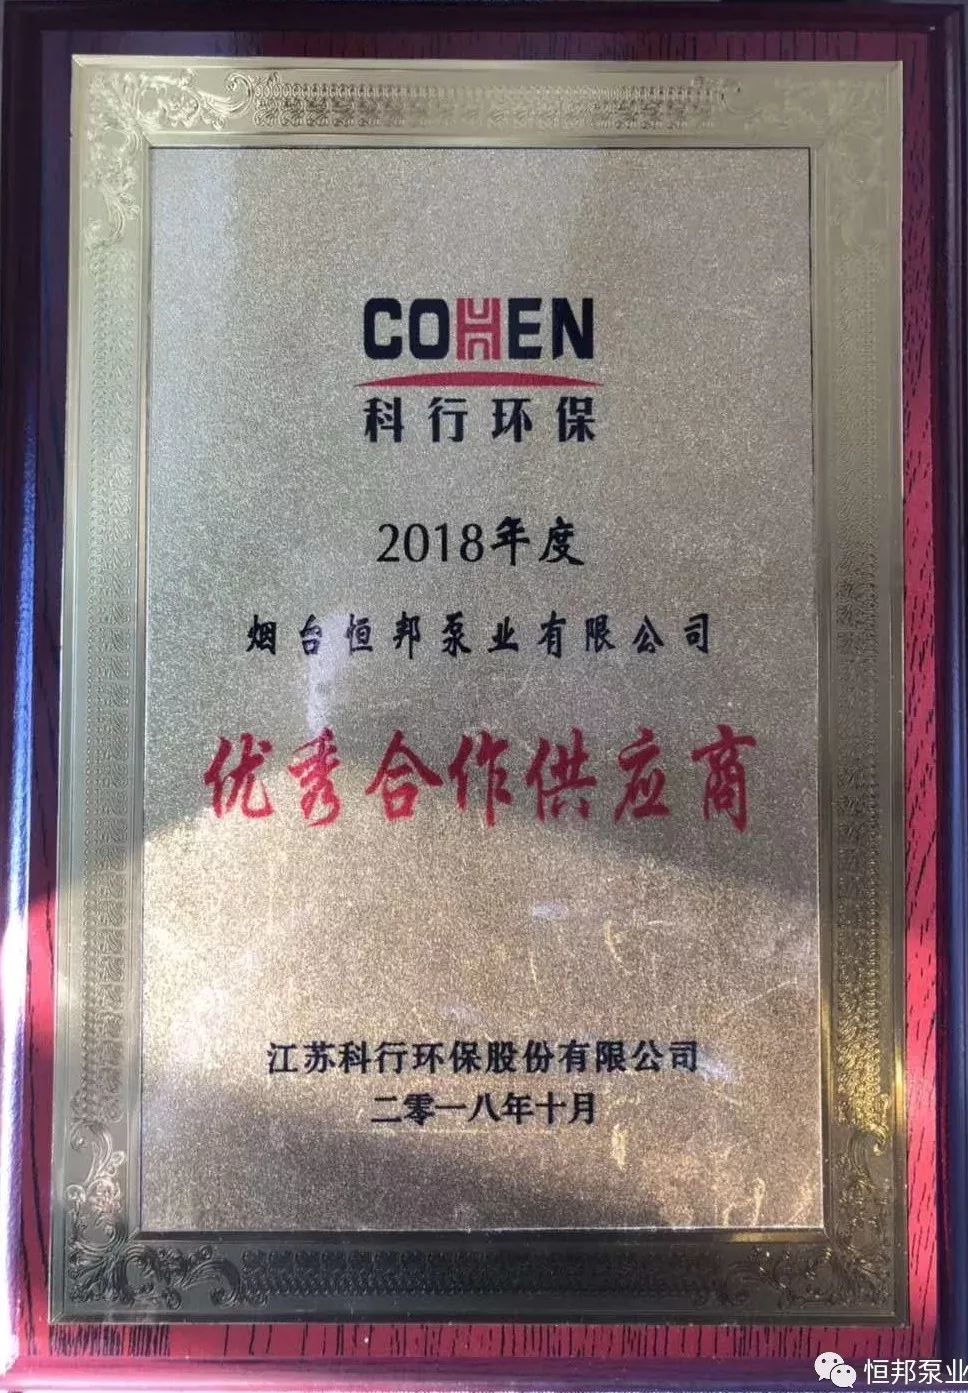 COHEN
科行环保
2018年度
烟台恒邦泵业有限公司
优秀合作供应商
江苏科行环保股份有限公司
二零一八年十月
恒邦泵业